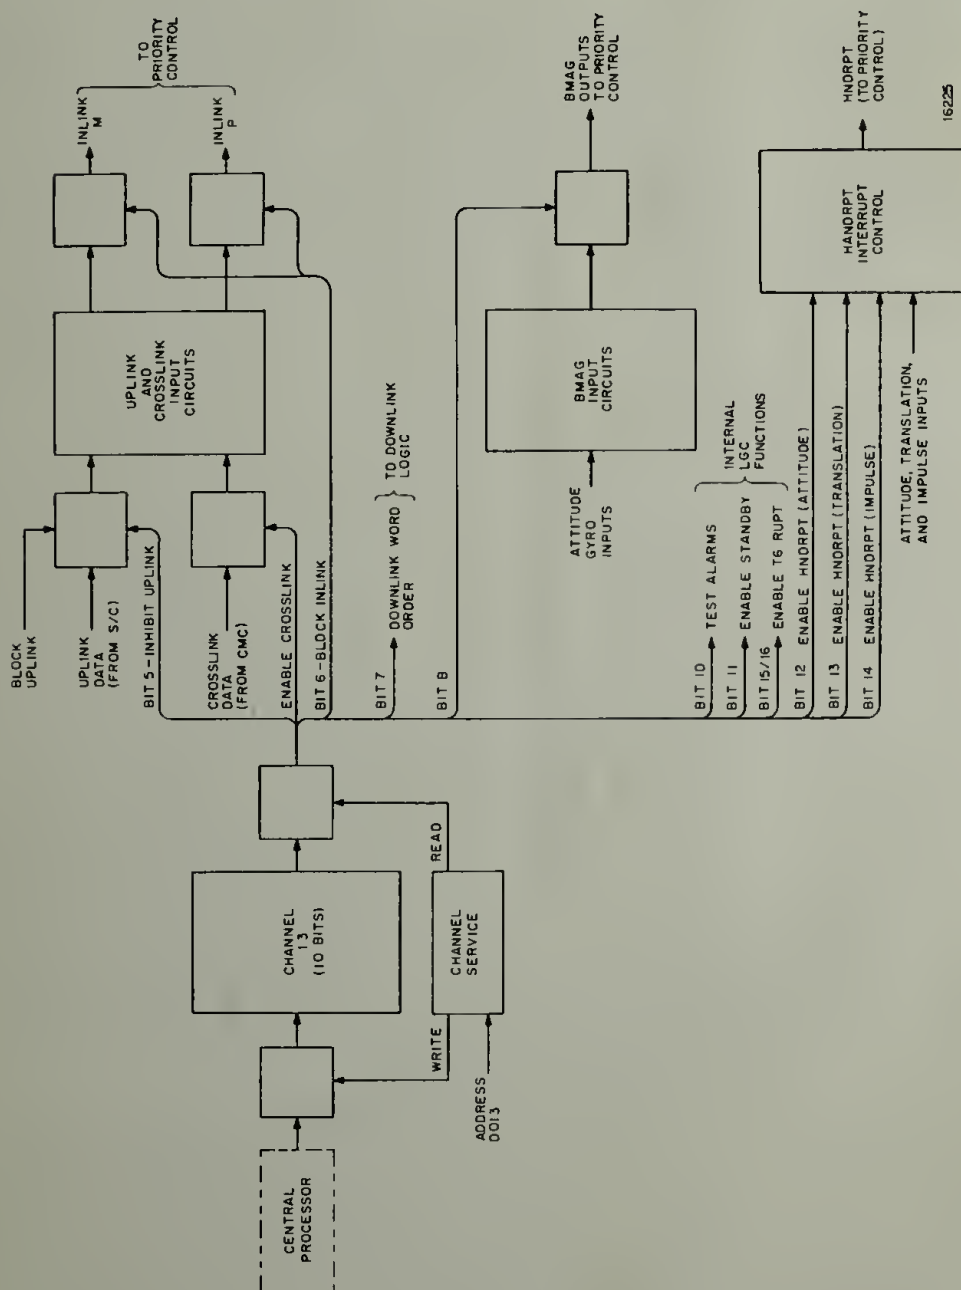 CENTRAL
PROCESSOR
ADDRESS
0013
WRITE
READ
CHANNEL
SERVICE
CHANNEL
13
(10 BITS)
BLOCK
UPLINK
UPLINK
DATA
(FROM S/C)
BIT 5-INHIBIT UPLINK
CROSSLINK
DATA
(FROM CMC)
ENABLE CROSSLINK
BIT 6-BLOCK INLINK
UPLINK
AND
CROSSLINK
INPUT
CIRCUITS
INLINK
M
INLINK
P
TO
PRIORITY
CONTROL
BIT 7
DOWNLINK WORD
ORDER
TO DOWNLINK
LOGIC
BIT 8
ATTITUDE
GYRO
INPUTS
BMAG
INPUT
CIRCUITS
BMAG
OUTPUTS
TO PRIORITY
CONTROL
BIT 10
TEST ALARMS
BIT 11
ENABLE STANDBY
BIT 15/16
ENABLE T6 RUPT
INTERNAL
LGC
FUNCTIONS
BIT 12 ENABLE HNDRPT (ATTITUDE)
BIT 13 ENABLE HNDRPT (TRANSLATION)
BIT 14 ENABLE HNDRPT (IMPULSE)
ATTITUDE, TRANSLATION,
AND IMPULSE INPUTS
HANDRPT
INTERRUPT
CONTROL
HNDRPT
(TO PRIORITY
CONTROL)
16225